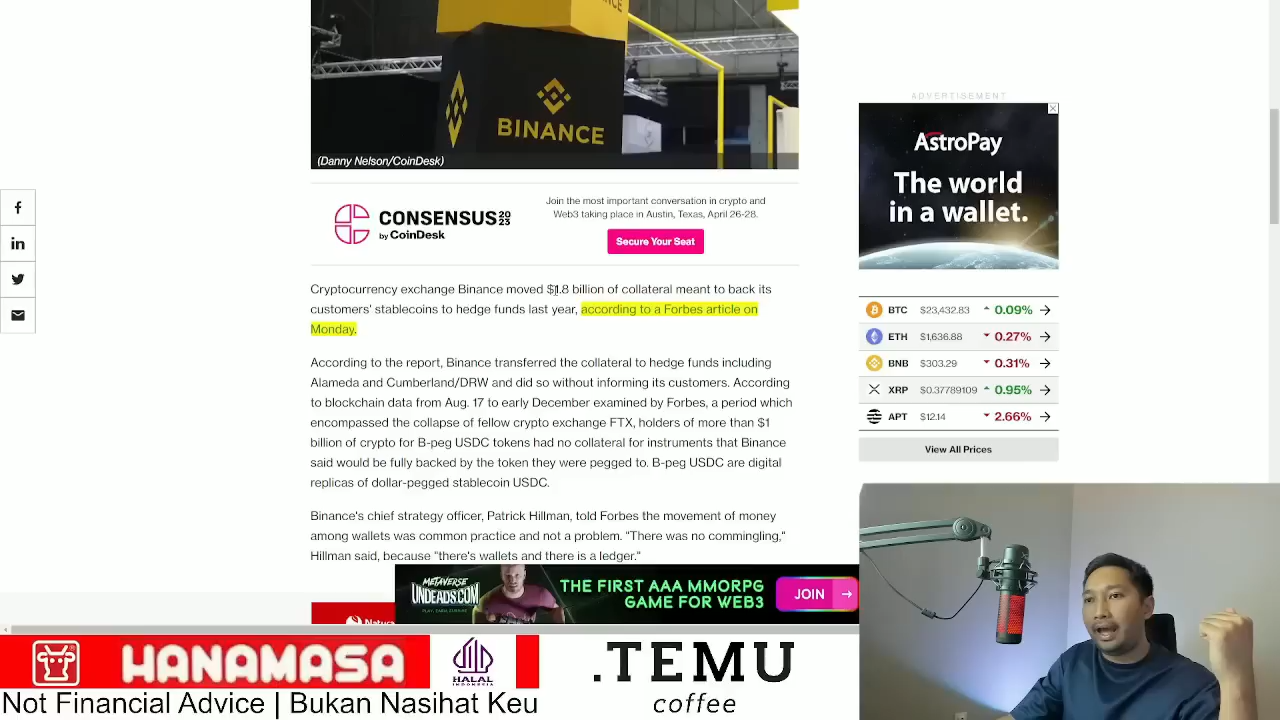 BINANCE
(Danny Nelson/CoinDesk)
CONSENSUS 2023
by CoinDesk
Join the most important conversation in crypto and
Web3 taking place in Austin, Texas, April 26-28.
Secure Your Seat
Cryptocurrency exchange Binance moved $1.8 billion of collateral meant to back its
customers' stablecoins to hedge funds last year, according to a Forbes article on
Monday.
According to the report, Binance transferred the collateral to hedge funds including
Alameda and Cumberland/DRW and did so without informing its customers. According
to blockchain data from Aug. 17 to early December examined by Forbes, a period which
encompassed the collapse of fellow crypto exchange FTX, holders of more than $1
billion of crypto for B-peg USDC tokens had no collateral for instruments that Binance
said would be fully backed by the token they were pegged to. B-peg USDC are digital
replicas of dollar-pegged stablecoin USDC.
Binance's chief strategy officer, Patrick Hillman, told Forbes the movement of money
among wallets was common practice and not a problem. "There was no commingling,"
Hillman said, because "there's wallets and there is a ledger."
ADVERTISEMENT
AstroPay
The world
in a wallet.
BTC $23,432.83 0.09%
ETH $1,636.88 0.27%
BNB $303.29 0.31%
XRP $0.37789109 0.95%
APT $12.14 2.66%
View All Prices
METAVERSE
UNDEADS.COM
THE FIRST AAA MMORPG
GAME FOR WEB3
JOIN
HANAMASA
HALAL
INDONESIA
.TEMU
coffee
Not Financial Advice | Bukan Nasihat Keu